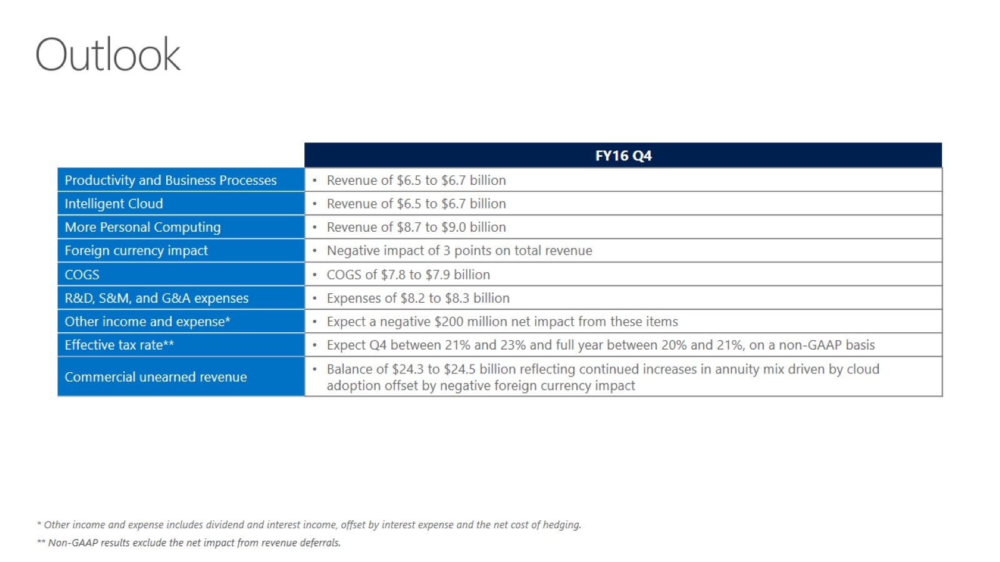 Outlook
FY16 Q4
Productivity and Business Processes
• Revenue of $6.5 to $6.7 billion
Intelligent Cloud
• Revenue of $6.5 to $6.7 billion
More Personal Computing
• Revenue of $8.7 to $9.0 billion
Foreign currency impact
• Negative impact of 3 points on total revenue
COGS
• COGS of $7.8 to $7.9 billion
R&D, S&M, and G&A expenses
• Expenses of $8.2 to $8.3 billion
Other income and expense*
• Expect a negative $200 million net impact from these items
Effective tax rate**
• Expect Q4 between 21% and 23% and full year between 20% and 21%, on a non-GAAP basis
Commercial unearned revenue
• Balance of $24.3 to $24.5 billion reflecting continued increases in annuity mix driven by cloud
adoption offset by negative foreign currency impact
* Other income and expense includes dividend and interest income, offset by interest expense and the net cost of hedging.
** Non-GAAP results exclude the net impact from revenue deferrals.